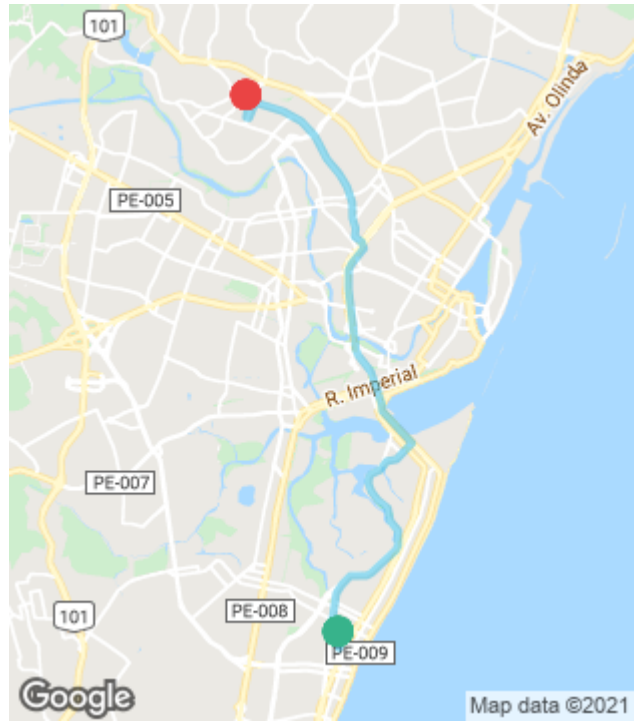 101
Av. Olinda
PE-005
R. Imperial
PE-007
PE-008
101
PE-009
Google
Map data ©2021